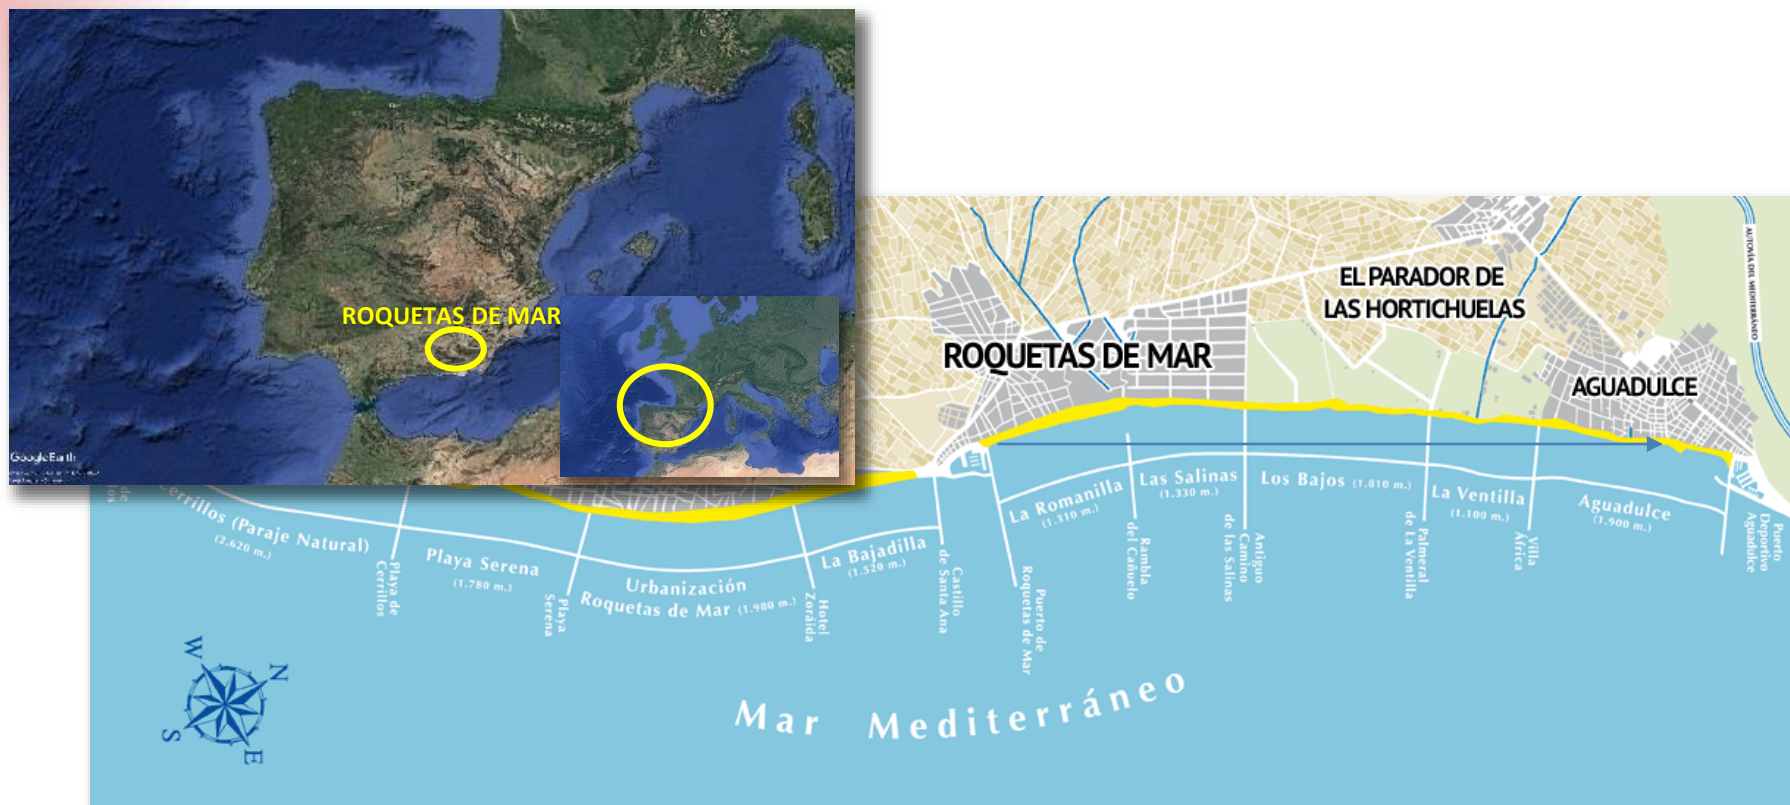 ROQUETAS DE MAR
Google Earth
AUTOVÍA DEL MEDITERRÁNEO
EL PARADOR DE
LAS HORTICHUELAS
ROQUETAS DE MAR
AGUADULCE
Cerrillos (Paraje Natural)
(2.620 m.)
Playa de
Cerrillos
Playa Serena
(1.780 m.)
Playa
Serena
Urbanización
Roquetas de Mar (1.980 m.)
Hotel
Zoráida
La Bajadilla
(1.520 m.)
Castillo
de Santa Ana
Puerto de
Roquetas de Mar
La Romanilla
(1.310 m.)
Rambla
del Cañuelo
Las Salinas
(1.330 m.)
Antiguo
Camino
de las Salinas
Los Bajos (1.810 m.)
Palmeral
de La Ventilla
La Ventilla
(1.100 m.)
Villa
África
Aguadulce
(1.900 m.)
Puerto
Deportivo
Aguadulce
W
N
S
E
Mar Mediterráneo